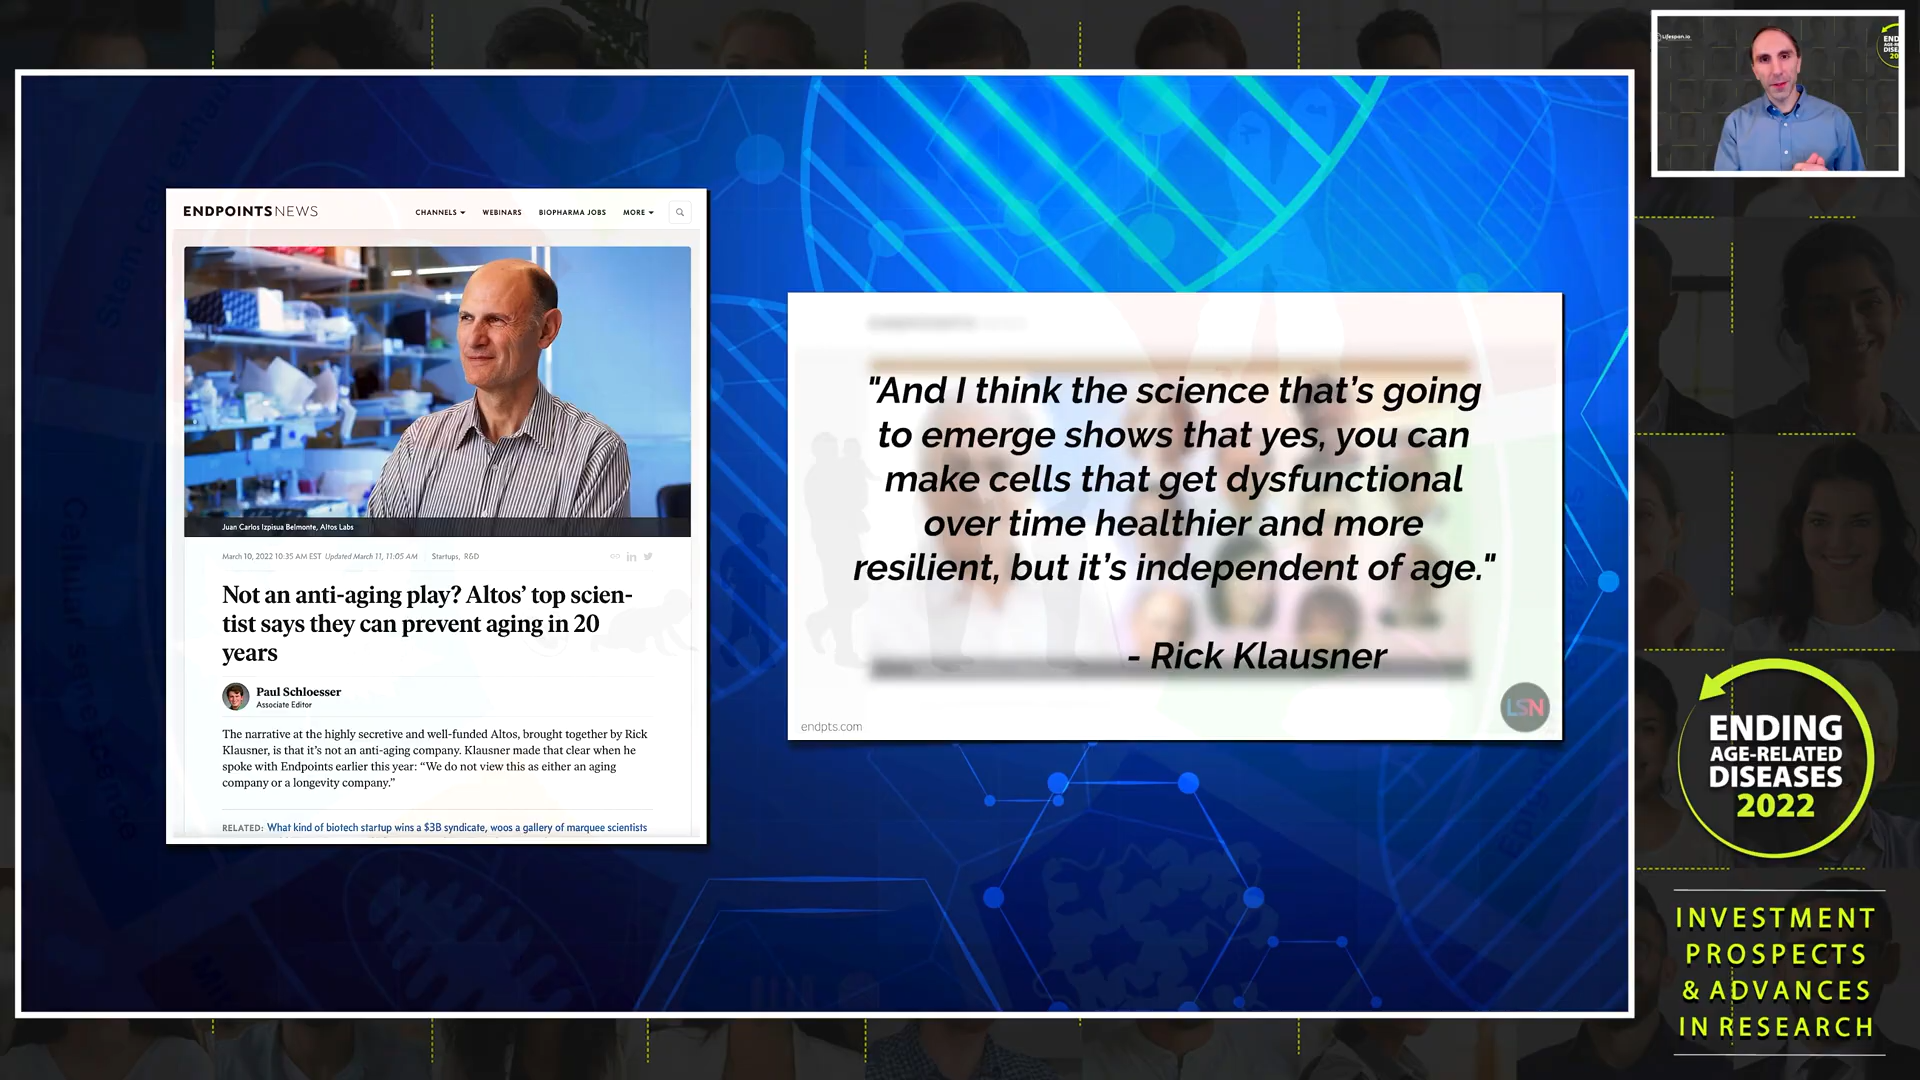 ENDPOINTS NEWS
CHANNELS
WEBINARS
BIOPHARMA JOBS
MORE
Juan Carlos Izpisua Belmonte, Altos Labs
March 10, 2022 10:35 AM EST Updated March 11, 11:05 AM
Startups, R&D
in
Not an anti-aging play? Altos’ top scien-
tist says they can prevent aging in 20
years
Paul Schloesser
Associate Editor
The narrative at the highly secretive and well-funded Altos, brought together by Rick
Klausner, is that it’s not an anti-aging company. Klausner made that clear when he
spoke with Endpoints earlier this year: “We do not view this as either an aging
company or a longevity company.”
RELATED: What kind of biotech startup wins a $3B syndicate, woos a gallery of marquee scientists
"And I think the science that’s going
to emerge shows that yes, you can
make cells that get dysfunctional
over time healthier and more
resilient, but it’s independent of age."
- Rick Klausner
endpts.com
LSN
Lifespan.io
ENDING
AGE-RELATED
DISEASES
2022
INVESTMENT
PROSPECTS
& ADVANCES
IN RESEARCH
Stem cell exhau
Cellular senescence